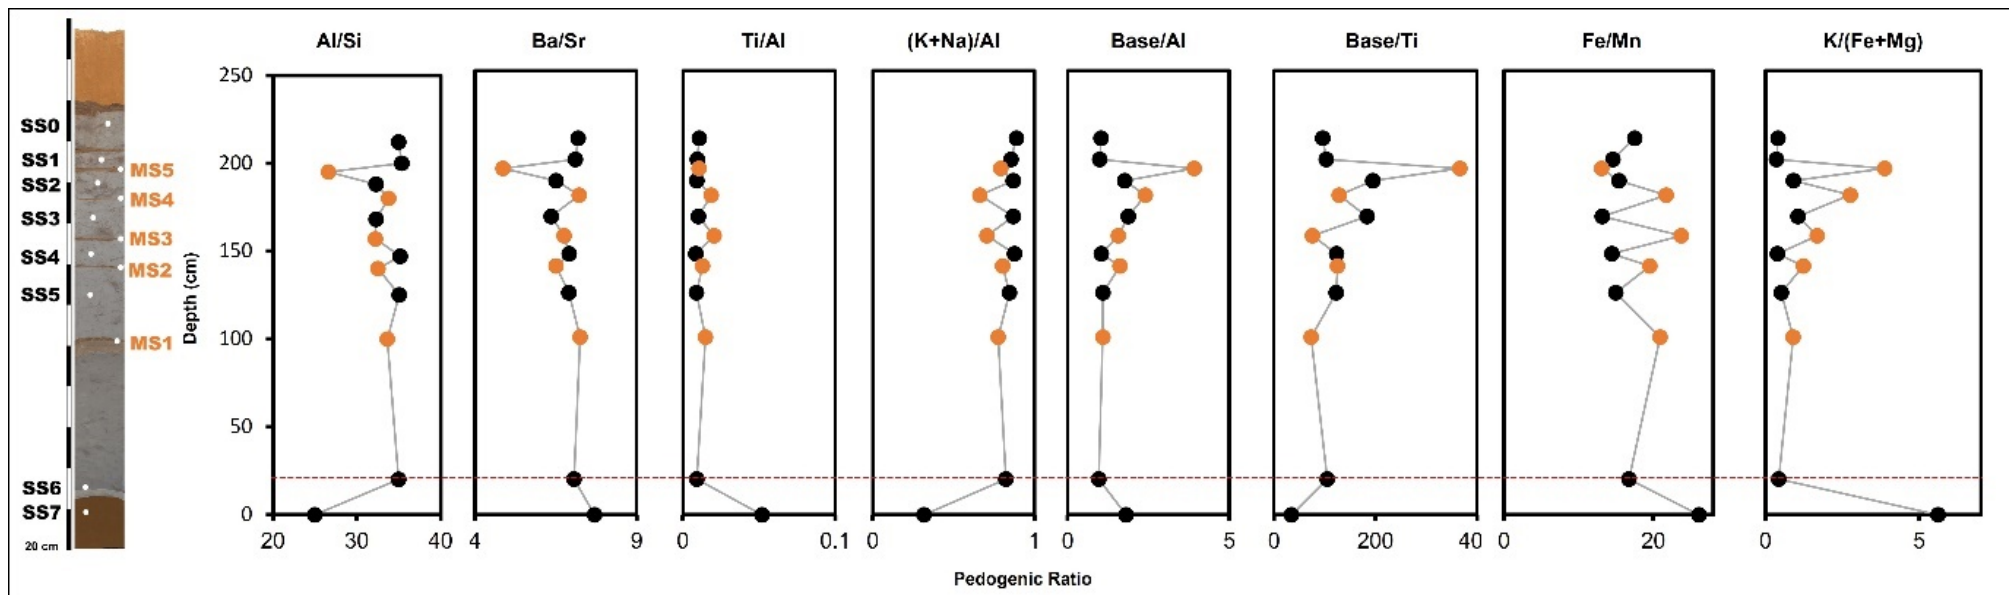 Al/Si Ba/Sr Ti/Al (K+Na)/Al Base/Al Base/Ti Fe/Mn K/(Fe+Mg)
250
SS0
SS1
200
MS5
SS2
MS4
SS3
MS3
150
SS4
MS2
SS5
Depth (cm)
100
MS1
50
SS6
SS7
0
20 cm
20 30 40 4 9 0 0.1 0 1 0 5 0 200 40 0 20 0 5
Pedogenic Ratio